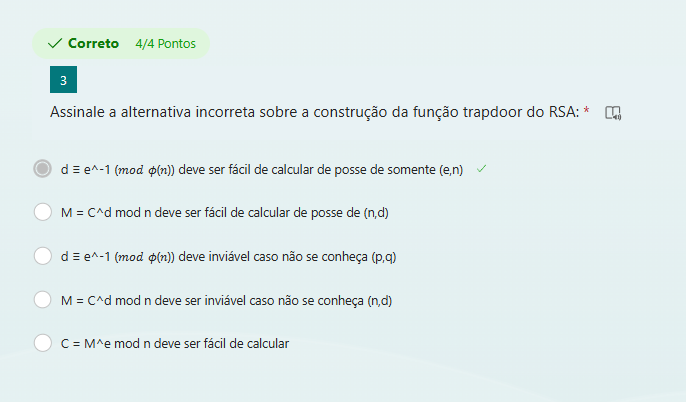 Correto 4/4 Pontos
3
Assinale a alternativa incorreta sobre a construção da função trapdoor do RSA: *
d ≡ e^-1 (mod ϕ(n)) deve ser fácil de calcular de posse de somente (e,n)
M = C^d mod n deve ser fácil de calcular de posse de (n,d)
d ≡ e^-1 (mod ϕ(n)) deve inviável caso não se conheça (p,q)
M = C^d mod n deve ser inviável caso não se conheça (n,d)
C = M^e mod n deve ser fácil de calcular